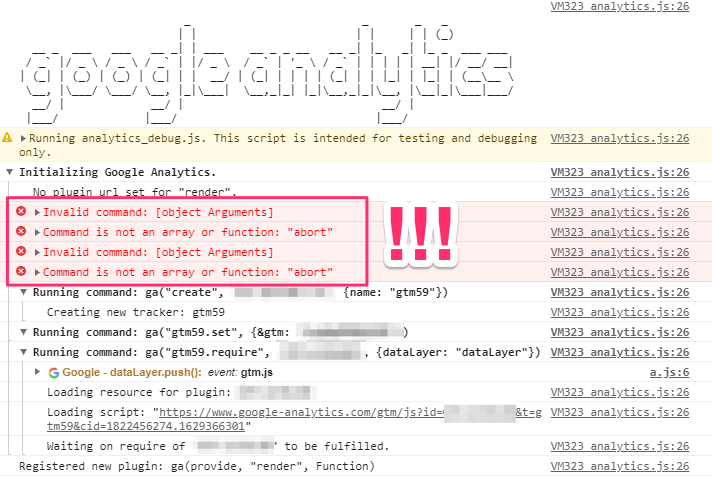 VM323 analytics.js:26
google analytics
Running analytics_debug.js. This script is intended for testing and debugging VM323 analytics.js:26
only.
Initializing Google Analytics. VM323 analytics.js:26
No plugin url set for "render". VM323 analytics.js:26
Invalid command: [object Arguments] VM323 analytics.js:26
Command is not an array or function: "abort" VM323 analytics.js:26
Invalid command: [object Arguments] VM323 analytics.js:26
Command is not an array or function: "abort" VM323 analytics.js:26
!!!
Running command: ga("create", {name: "gtm59"}) VM323 analytics.js:26
Creating new tracker: gtm59 VM323 analytics.js:26
Running command: ga("gtm59.set", {&gtm: ) VM323 analytics.js:26
Running command: ga("gtm59.require", , {dataLayer: "dataLayer"}) VM323 analytics.js:26
Google - dataLayer.push(): event: gtm.js a.js:6
Loading resource for plugin: VM323 analytics.js:26
Loading script: "https://www.google-analytics.com/gtm/js?id= &t=g VM323 analytics.js:26
tm59&cid=1822456274.1629366301"
Waiting on require of " " to be fulfilled. VM323 analytics.js:26
Registered new plugin: ga(provide, "render", Function) VM323 analytics.js:26